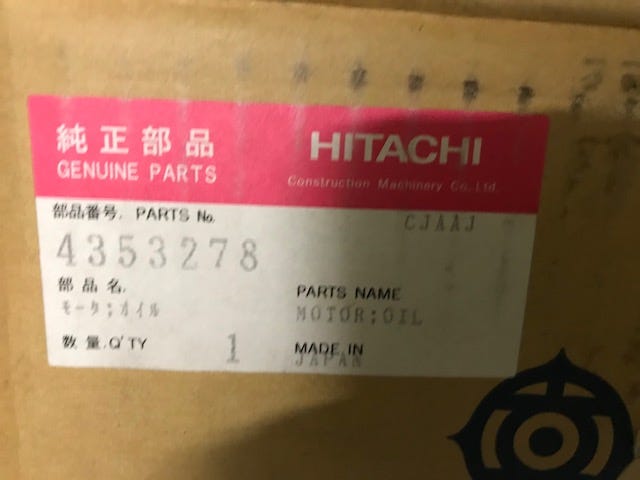 純正部品
GENUINE PARTS
HITACHI
Construction Machinery Co., Ltd.
部品番号. PARTS No.
CJAAJ
4353278
部品名.
モータ;オイル
PARTS NAME
MOTOR;OIL
数量. Q'TY
1
MADE IN
JAPAN